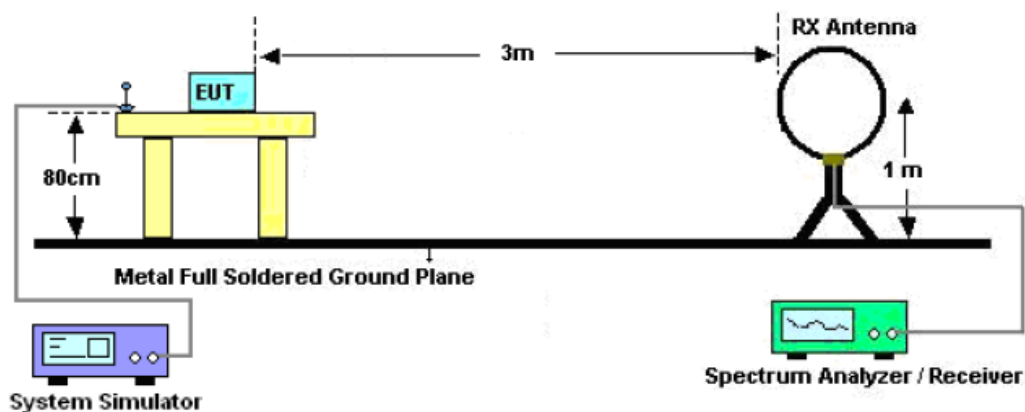 RX Antenna
3m
EUT
80cm
1 m
Metal Full Soldered Ground Plane
System Simulator
Spectrum Analyzer / Receiver